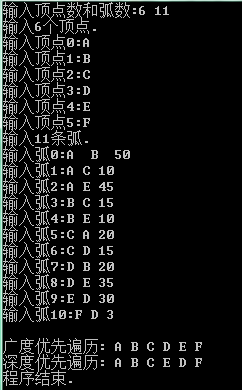 输入顶点数和弧数:6 11
输入6个顶点.
输入顶点0:A
输入顶点1:B
输入顶点2:C
输入顶点3:D
输入顶点4:E
输入顶点5:F
输入11条弧.
输入弧0:A  B  50
输入弧1:A C 10
输入弧2:A E 45
输入弧3:B C 15
输入弧4:B E 10
输入弧5:C A 20
输入弧6:C D 15
输入弧7:D B 20
输入弧8:D E 35
输入弧9:E D 30
输入弧10:F D 3
广度优先遍历: A B C D E F
深度优先遍历: A B C E D F
程序结束.